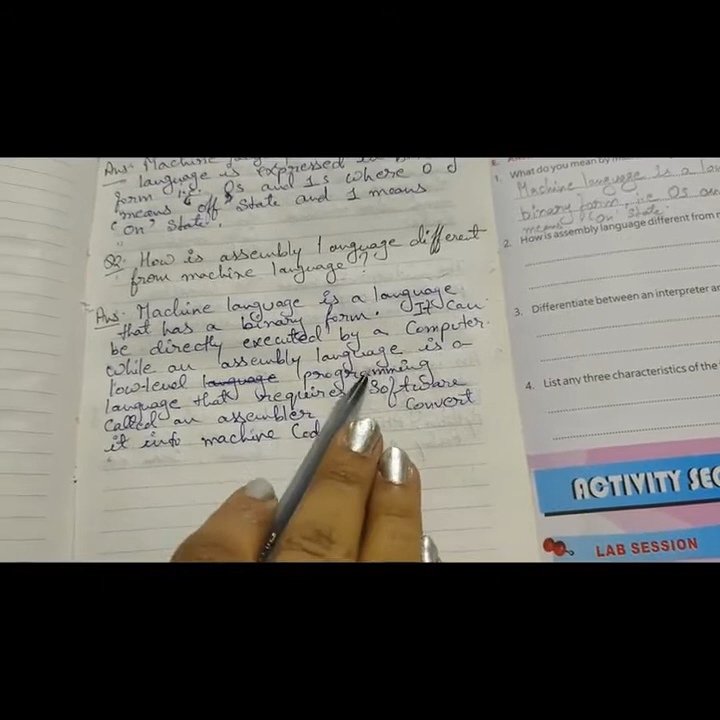 Ans. Machine
language is expressed in
form i.e. 0s and 1s where 0
means "off" State and 1 means
"on" State.
Q2. How is assembly language different
from machine language?
Ans. Machine language is a language
that has a binary form. It can
be directly executed by a Computer.
while an assembly language is a
low-level language programming
language that requires Software
called an assembler Convert
it into machine
1. What do you mean by
Machine language is a
binary form, i.e 0s
means 'on' State
2. How is assembly language different from
3. Differentiate between an interpreter
4. List any three characteristics of the
ACTIVITY
LAB SESSION